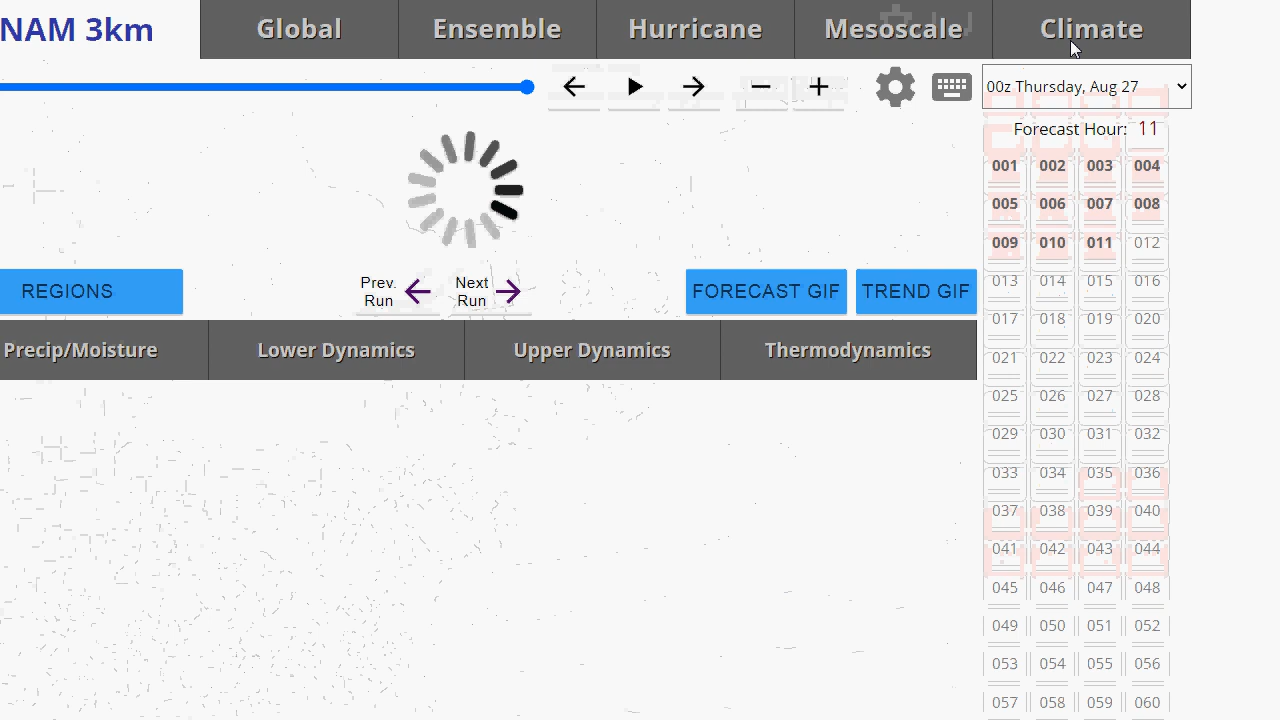 NAM 3km Global Ensemble Hurricane Mesoscale Climate
00z Thursday, Aug 27
Forecast Hour: 11
001 002 003 004
005 006 007 008
009 010 011 012
013 014 015 016
017 018 019 020
021 022 023 024
025 026 027 028
029 030 031 032
033 034 035 036
037 038 039 040
041 042 043 044
045 046 047 048
049 050 051 052
053 054 055 056
057 058 059 060
REGIONS
Prev. Run
Next Run
FORECAST GIF TREND GIF
Precip/Moisture Lower Dynamics Upper Dynamics Thermodynamics